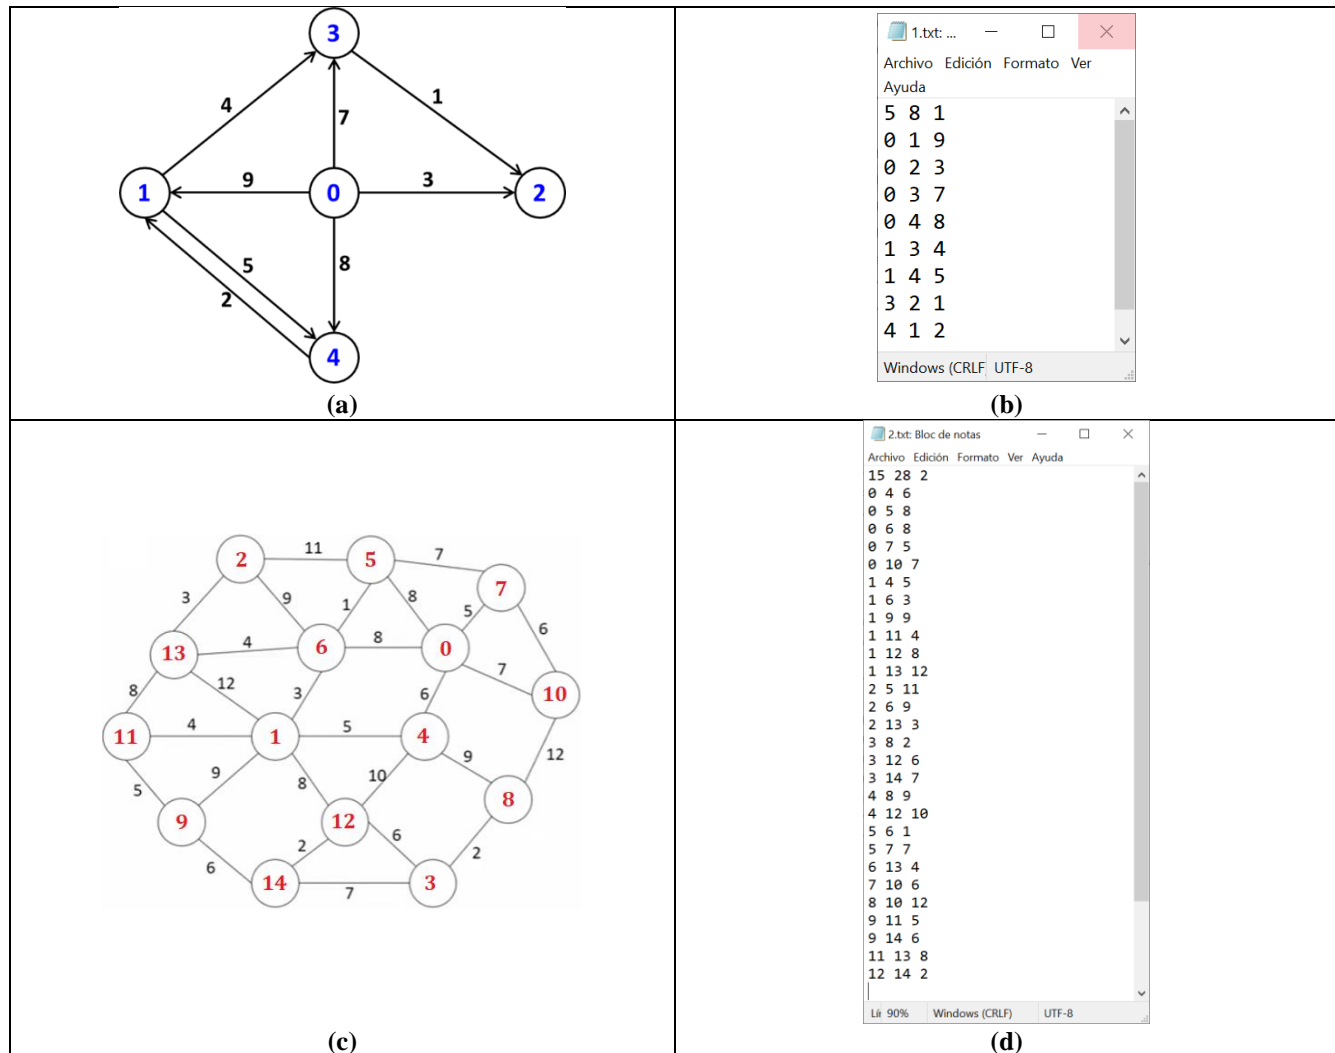 3
4
1
7
1
9
0
3
2
5
8
2
4
(a)
1.txt: ...
Archivo Edición Formato Ver
Ayuda
5 8 1
0 1 9
0 2 3
0 3 7
0 4 8
1 3 4
1 4 5
3 2 1
4 1 2
Windows (CRLF UTF-8
(b)
2
11
5
7
7
3
9
1
8
5
6
13
4
6
8
0
7
10
8
12
3
6
11
4
1
5
4
12
9
9
5
8
10
8
9
12
6
2
6
2
14
7
3
(c)
2.txt: Bloc de notas
Archivo Edición Formato Ver Ayuda
15 28 2
0 4 6
0 5 8
0 6 8
0 7 5
0 10 7
1 4 5
1 6 3
1 9 9
1 11 4
1 12 8
1 13 12
2 5 11
2 6 9
2 13 3
3 8 2
3 12 6
3 14 7
4 8 9
4 12 10
5 6 1
5 7 7
6 13 4
7 10 6
8 10 12
9 11 5
9 14 6
11 13 8
12 14 2
Lí 90% Windows (CRLF) UTF-8
(d)